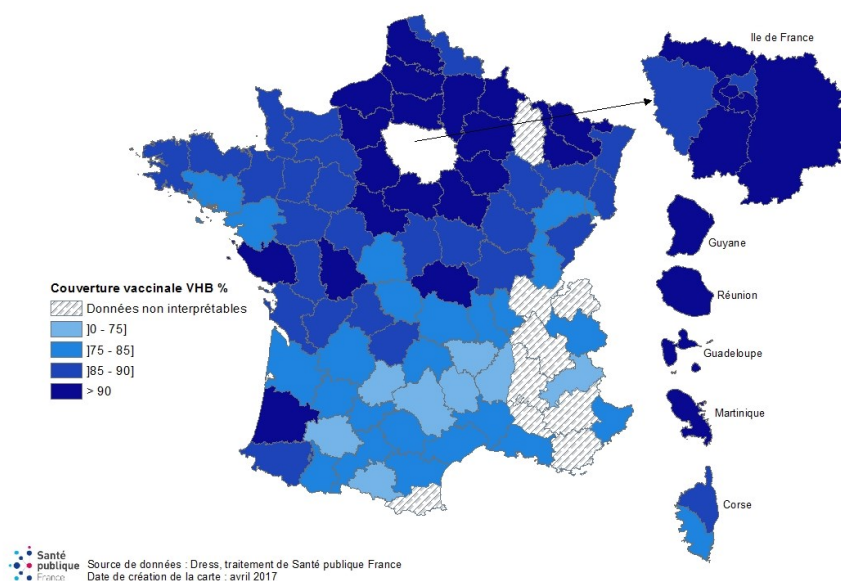 Ile de France
Guyane
Réunion
Guadeloupe
Martinique
Corse
Couverture vaccinale VHB %
Données non interprétables
]0 - 75]
]75 - 85]
]85 - 90]
> 90
Santé
publique
France
Source de données : Dress, traitement de Santé publique France
Date de création de la carte : avril 2017